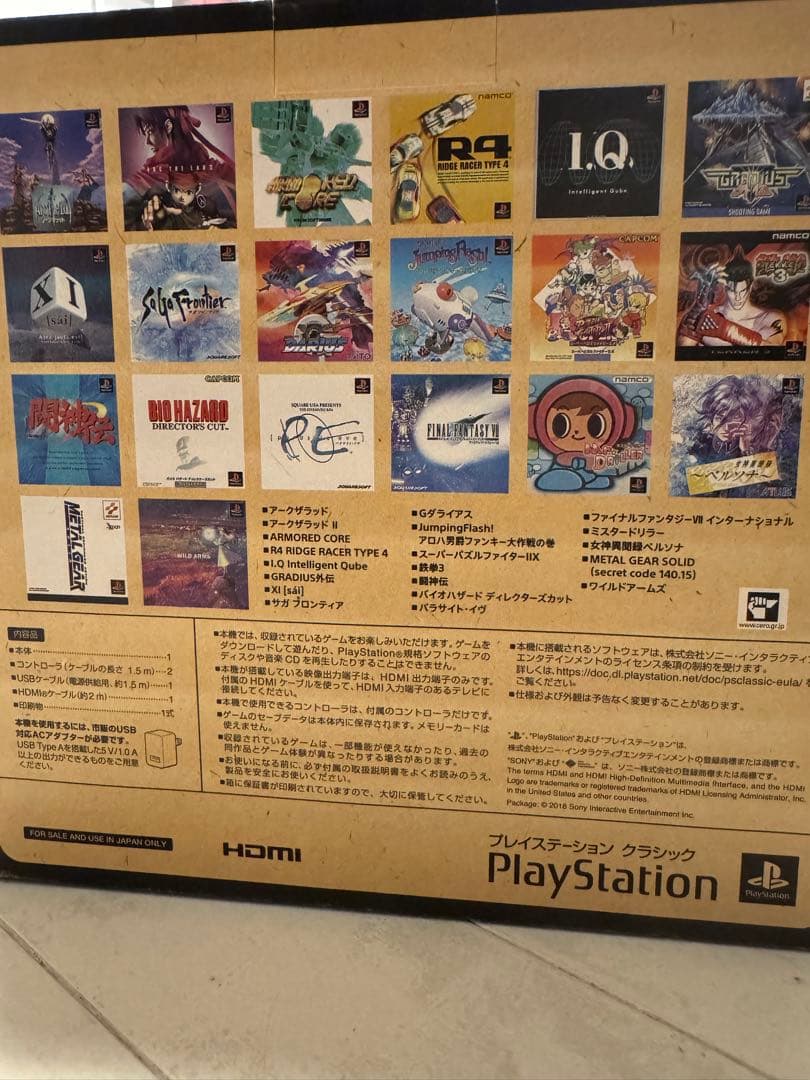 ARC THE LAD
ARMORED CORE
FROM SOFTWARE
namco
R4
RIDGE RACER TYPE 4
I.Q
Intelligent Qube
GRADIUS
SHOOTING GAME
XI
[sái]
SaGa Frontier
SQUARESOFT
G DARIUS
TAITO
Jumping Flash!
CAPCOM
namco
TEKKEN 3
闘神伝
CAPCOM
BIO HAZARD
DIRECTOR'S CUT
SQUARE USA PRESENTS
PE
SQUARESOFT
FINAL FANTASY VII
SQUARESOFT
namco
MR. DRILLER
女神異聞録
～ペルソナ～
ATLUS
KONAMI
METAL GEAR
WILD ARMS
■アークザラッド
■アークザラッド II
■ARMORED CORE
■R4 RIDGE RACER TYPE 4
■I.Q Intelligent Qube
■GRADIUS外伝
■XI [sái]
■サガ フロンティア
■Gダライアス
■JumpingFlash!
アロハ男爵ファンキー大作戦の巻
■スーパーパズルファイターIIX
■鉄拳3
■闘神伝
■バイオハザード ディレクターズカット
■パラサイト・イヴ
■ファイナルファンタジーVII インターナショナル
■ミスタードリラー
■女神異聞録ペルソナ
■METAL GEAR SOLID
(secret code 140.15)
■ワイルドアームズ
www.cero.gr.jp
内容品
●本体 1
●コントローラ（ケーブルの長さ 1.5m） 2
●USBケーブル（電源供給用、約1.5m） 1
●HDMI®ケーブル（約2m） 1
●印刷物 1式
本機を使用するには、市販のUSB
対応ACアダプターが必要です。
USB Type Aを搭載した5 V/1.0 A
以上の出力ができるものをご用意
ください。
●本機では、収録されているゲームをお楽しみいただけます。ゲームを
ダウンロードして遊んだり、PlayStation®規格ソフトウェアの
ディスクや音楽 CD を再生したりすることはできません。
●本機が搭載している映像出力端子は、HDMI 出力端子のみです。
付属の HDMI ケーブルを使って、HDMI 入力端子のあるテレビに
接続してください。
●本機で使用できるコントローラは、付属のコントローラだけです。
●ゲームのセーブデータは本体内に保存されます。メモリーカードは
使えません。
●収録されているゲームは、一部機能が使えなかったり、過去の
同作品とゲーム体験が異なったりする場合があります。
●お使いになる前に、必ず付属の取扱説明書をよくお読みのうえ、
製品を安全にお使いください。
●箱に保証書が印刷されていますので、大切に保管してください。
●本機に搭載されるソフトウェアは、株式会社ソニー・インタラクティ
エンタテインメントのライセンス条項の制約を受けます。
詳しくは、https://doc.dl.playstation.net/doc/psclassic-eula/ を
ご覧ください。
●仕様および外観は予告なく変更することがあります。
"PlayStation" および "プレイステーション"は、
株式会社ソニー・インタラクティブエンタテインメントの登録商標または商標です。
"SONY" および は、ソニー株式会社の登録商標または商標です。
The terms HDMI and HDMI High-Definition Multimedia Interface, and the HDMI
Logo are trademarks or registered trademarks of HDMI Licensing Administrator, Inc.
in the United States and other countries.
Package: © 2018 Sony Interactive Entertainment Inc.
FOR SALE AND USE IN JAPAN ONLY
HDMI
プレイステーション クラシック
PlayStation
PlayStation